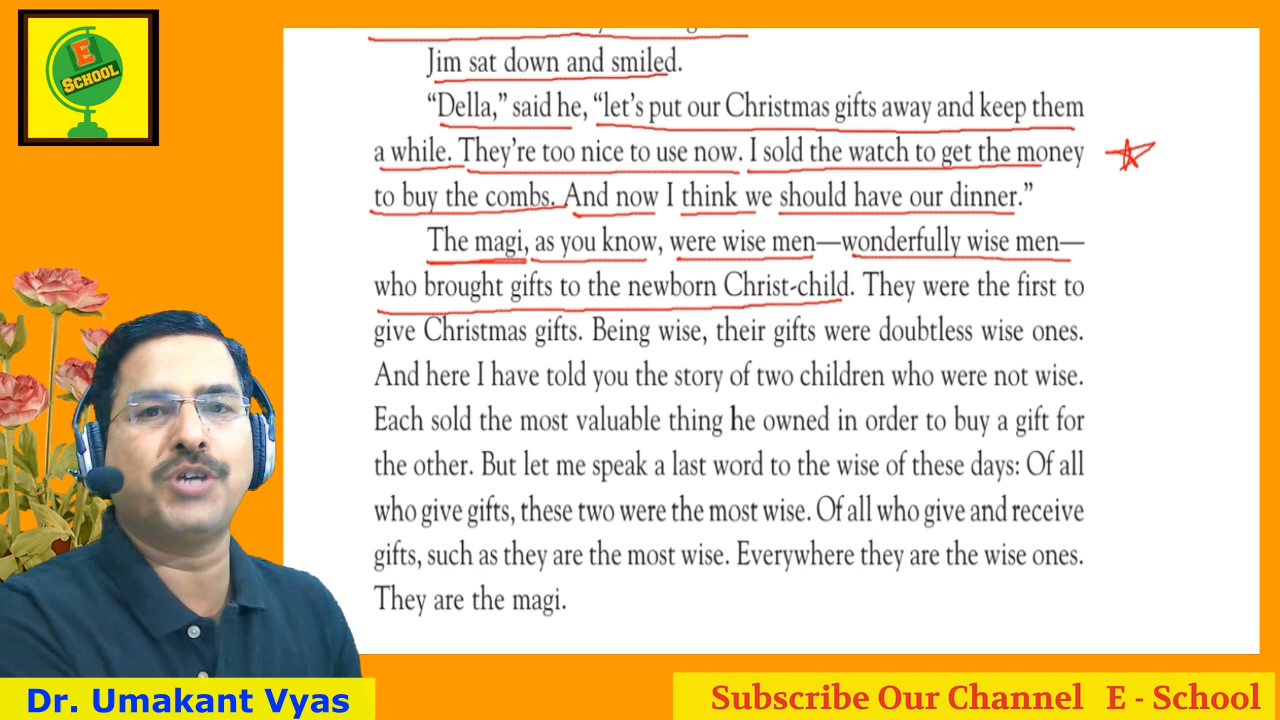 E
SCHOOL
Jim sat down and smiled.
“Della,” said he, “let’s put our Christmas gifts away and keep them
a while. They’re too nice to use now. I sold the watch to get the money
to buy the combs. And now I think we should have our dinner.”
The magi, as you know, were wise men—wonderfully wise men—
who brought gifts to the newborn Christ-child. They were the first to
give Christmas gifts. Being wise, their gifts were doubtless wise ones.
And here I have told you the story of two children who were not wise.
Each sold the most valuable thing he owned in order to buy a gift for
the other. But let me speak a last word to the wise of these days: Of all
who give gifts, these two were the most wise. Of all who give and receive
gifts, such as they are the most wise. Everywhere they are the wise ones.
They are the magi.
Dr. Umakant Vyas
Subscribe Our Channel E - School